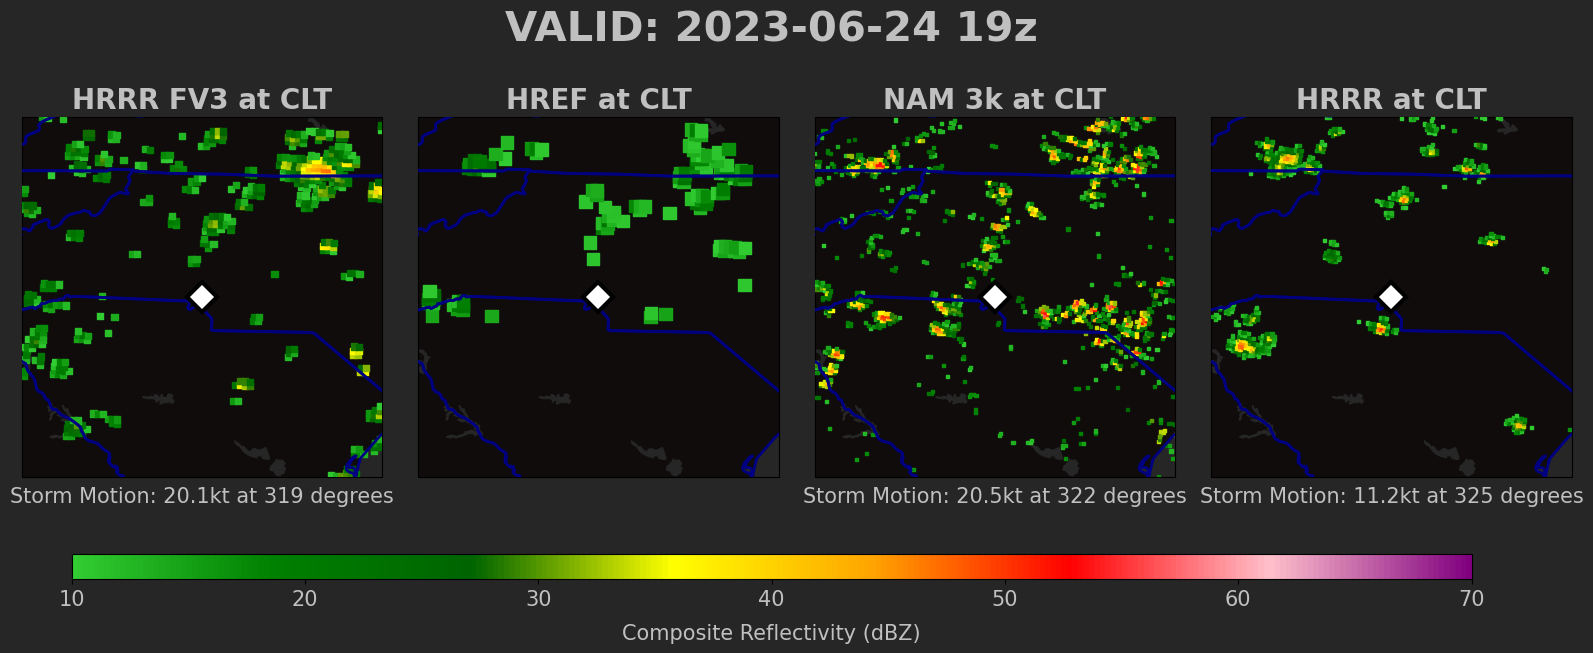 VALID: 2023-06-24 19z
HRRR FV3 at CLT
HREF at CLT
NAM 3k at CLT
HRRR at CLT
Storm Motion: 20.1kt at 319 degrees
Storm Motion: 20.5kt at 322 degrees
Storm Motion: 11.2kt at 325 degrees
10 20 30 40 50 60 70
Composite Reflectivity (dBZ)